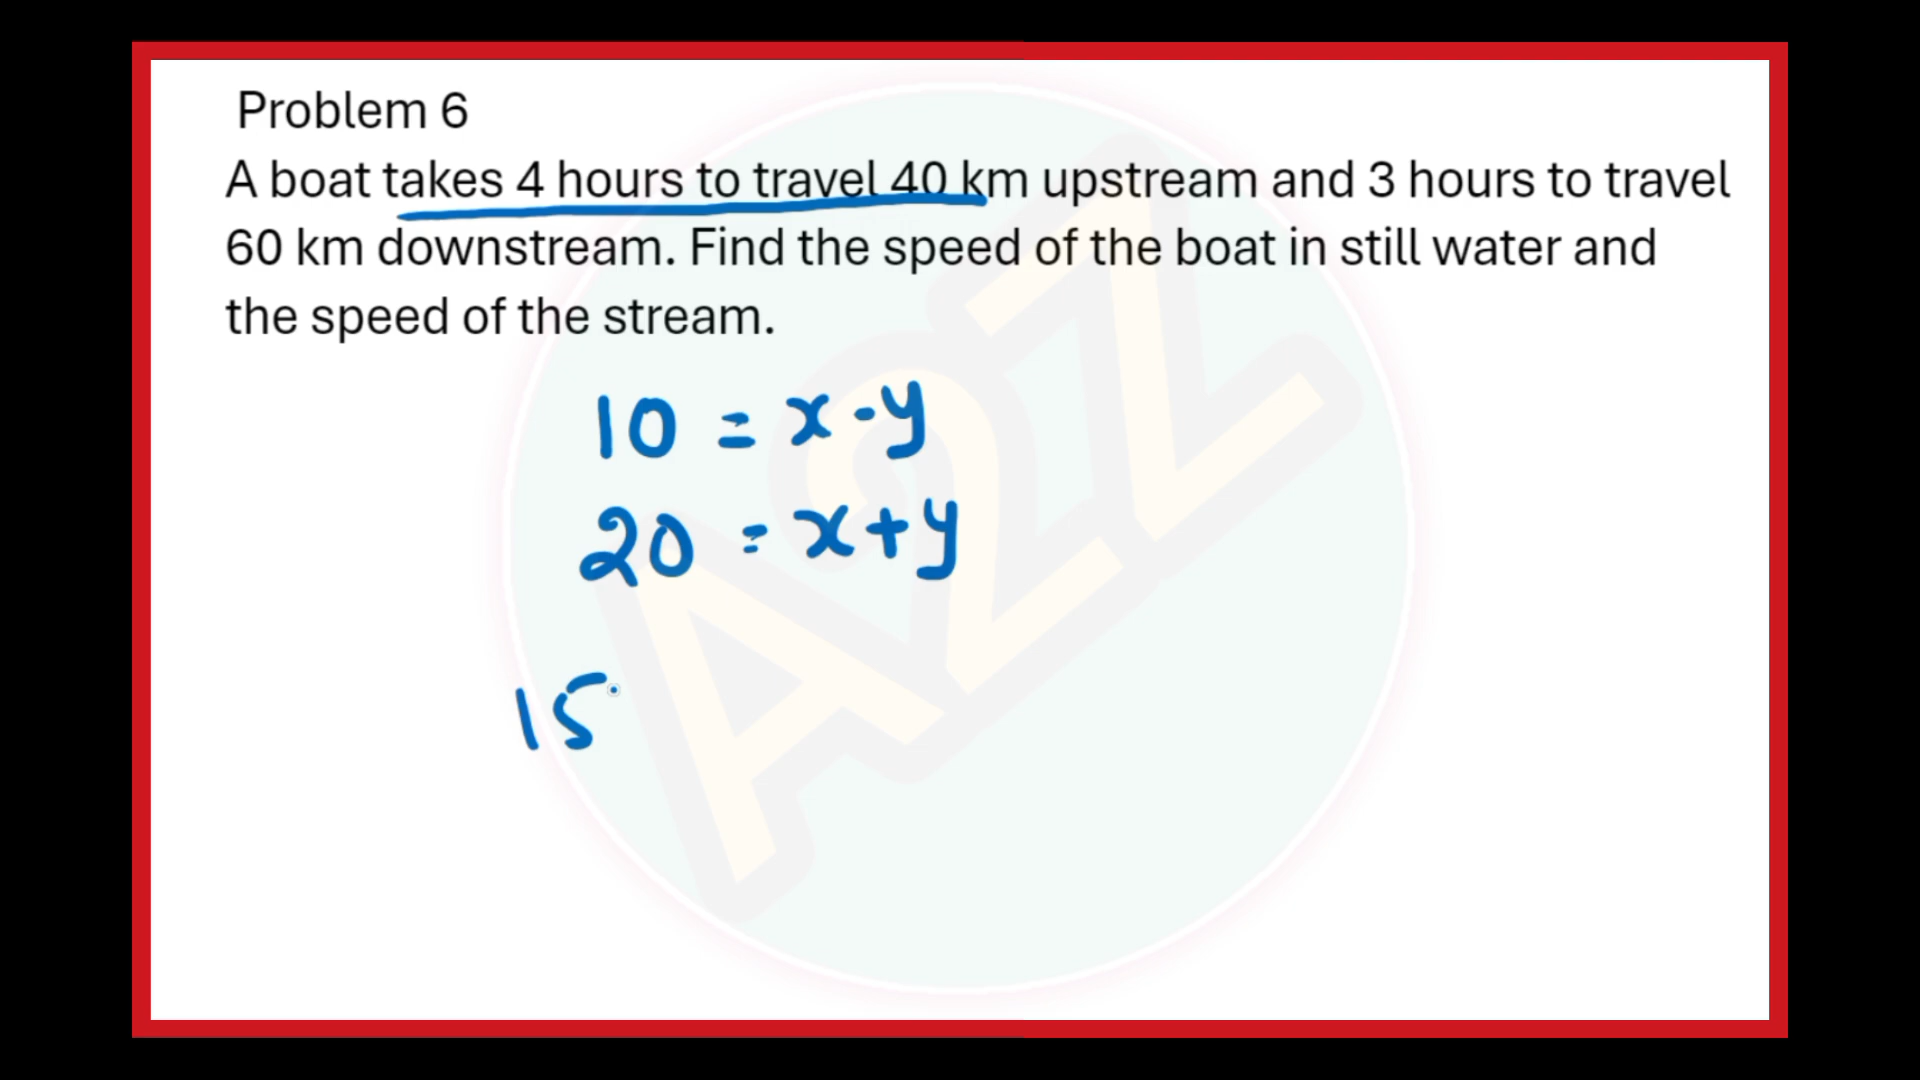 Problem 6
A boat takes 4 hours to travel 40 km upstream and 3 hours to travel
60 km downstream. Find the speed of the boat in still water and
the speed of the stream.
10 = x - y
20 = x + y
15
A2Z